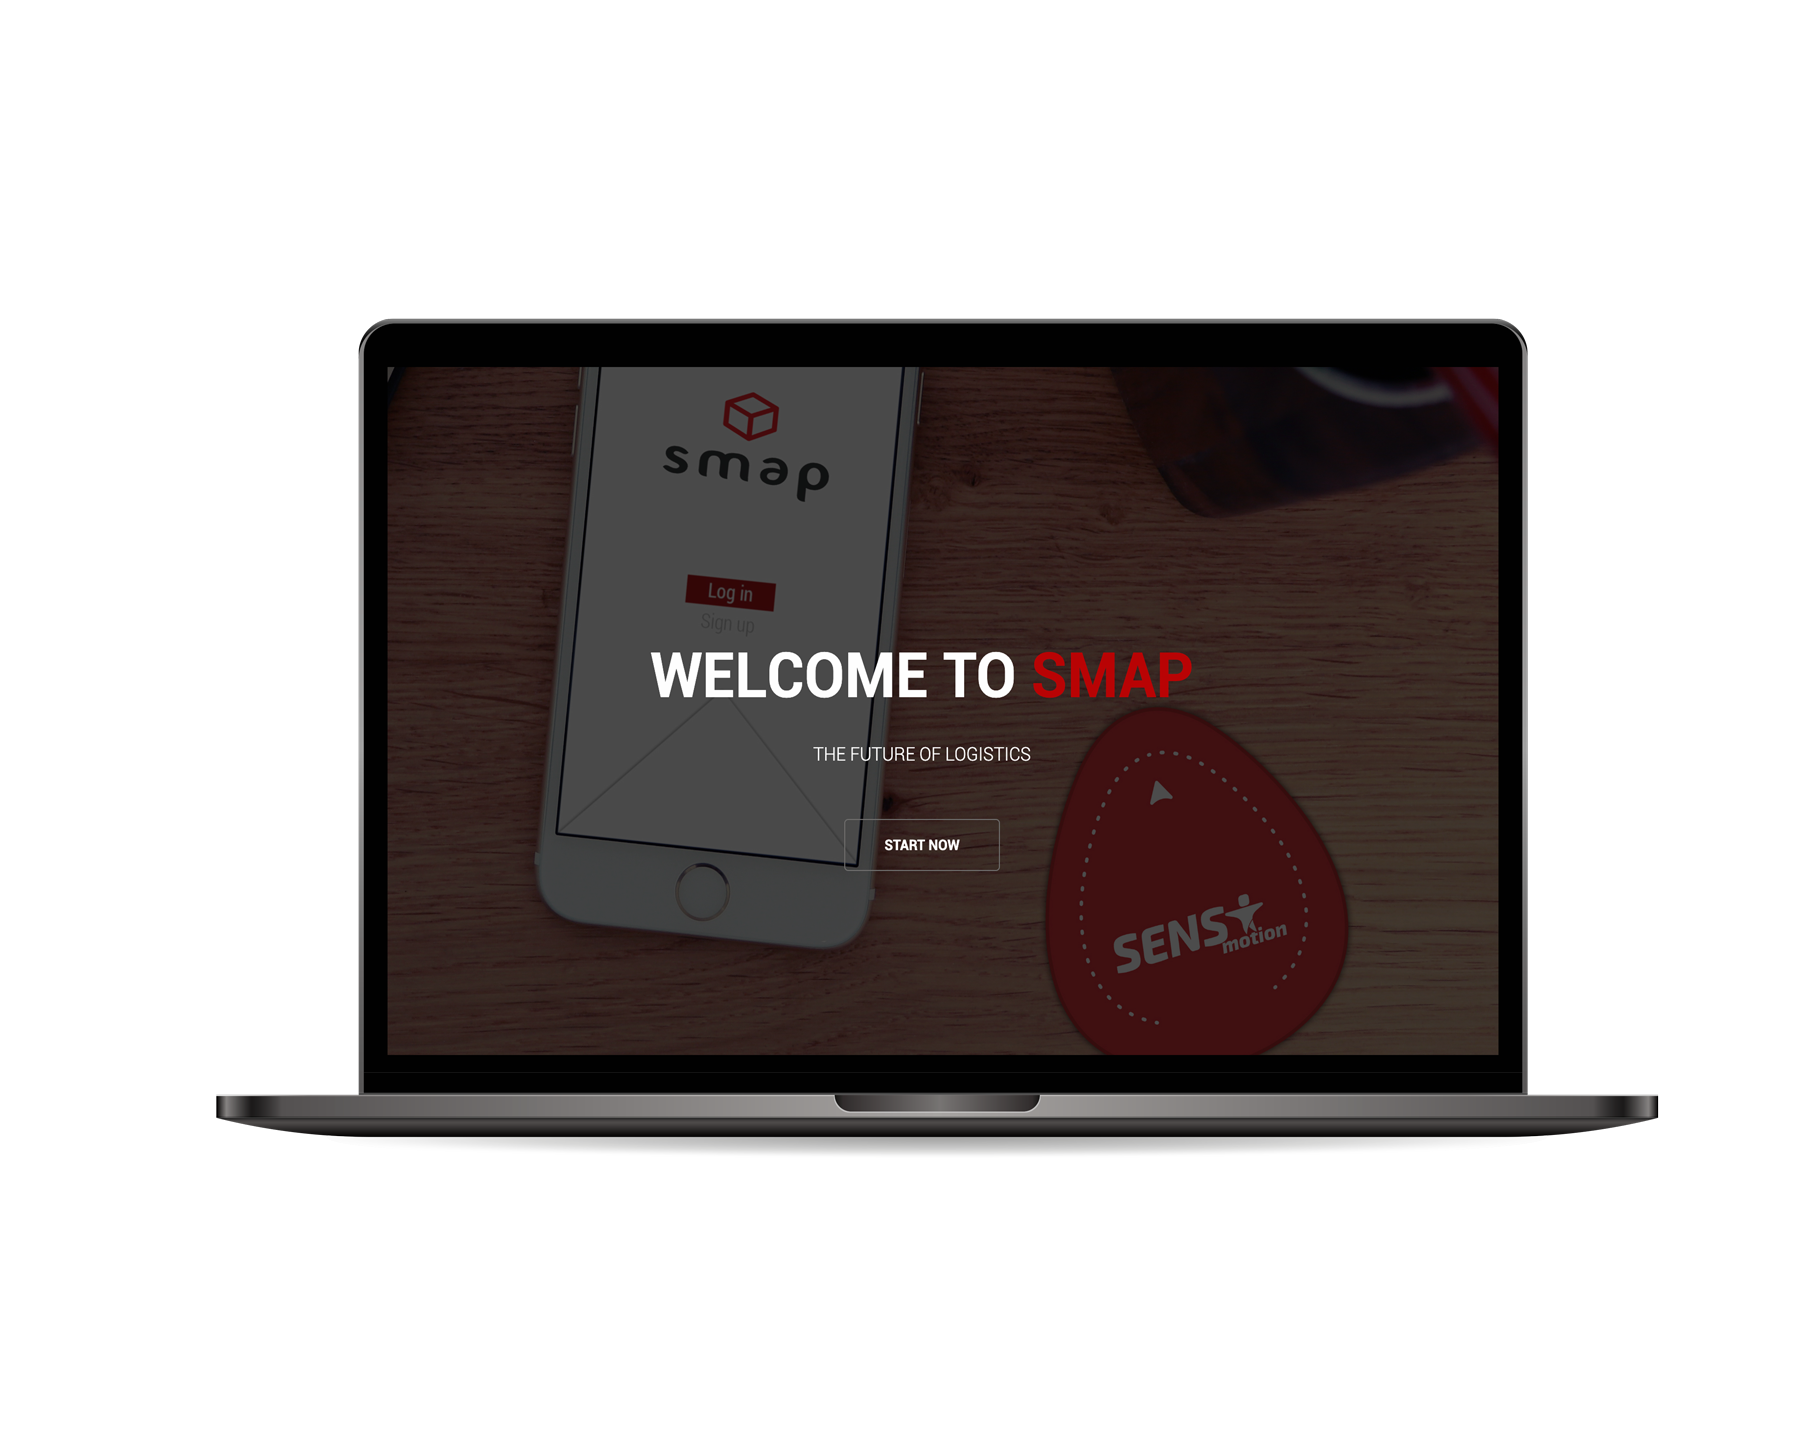 smap
Log in
Sign up
WELCOME TO SMAP
THE FUTURE OF LOGISTICS
START NOW
SENS
motion